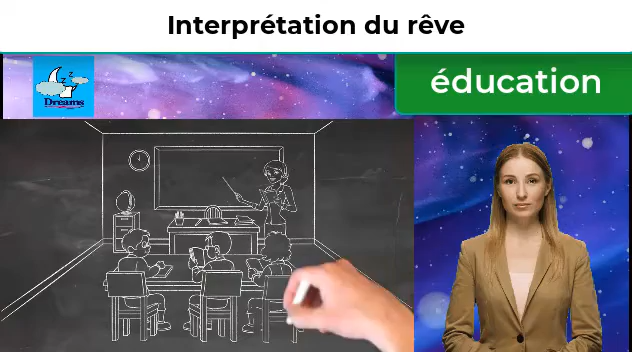 Interprétation du rêve
éducation
z z
Dreams